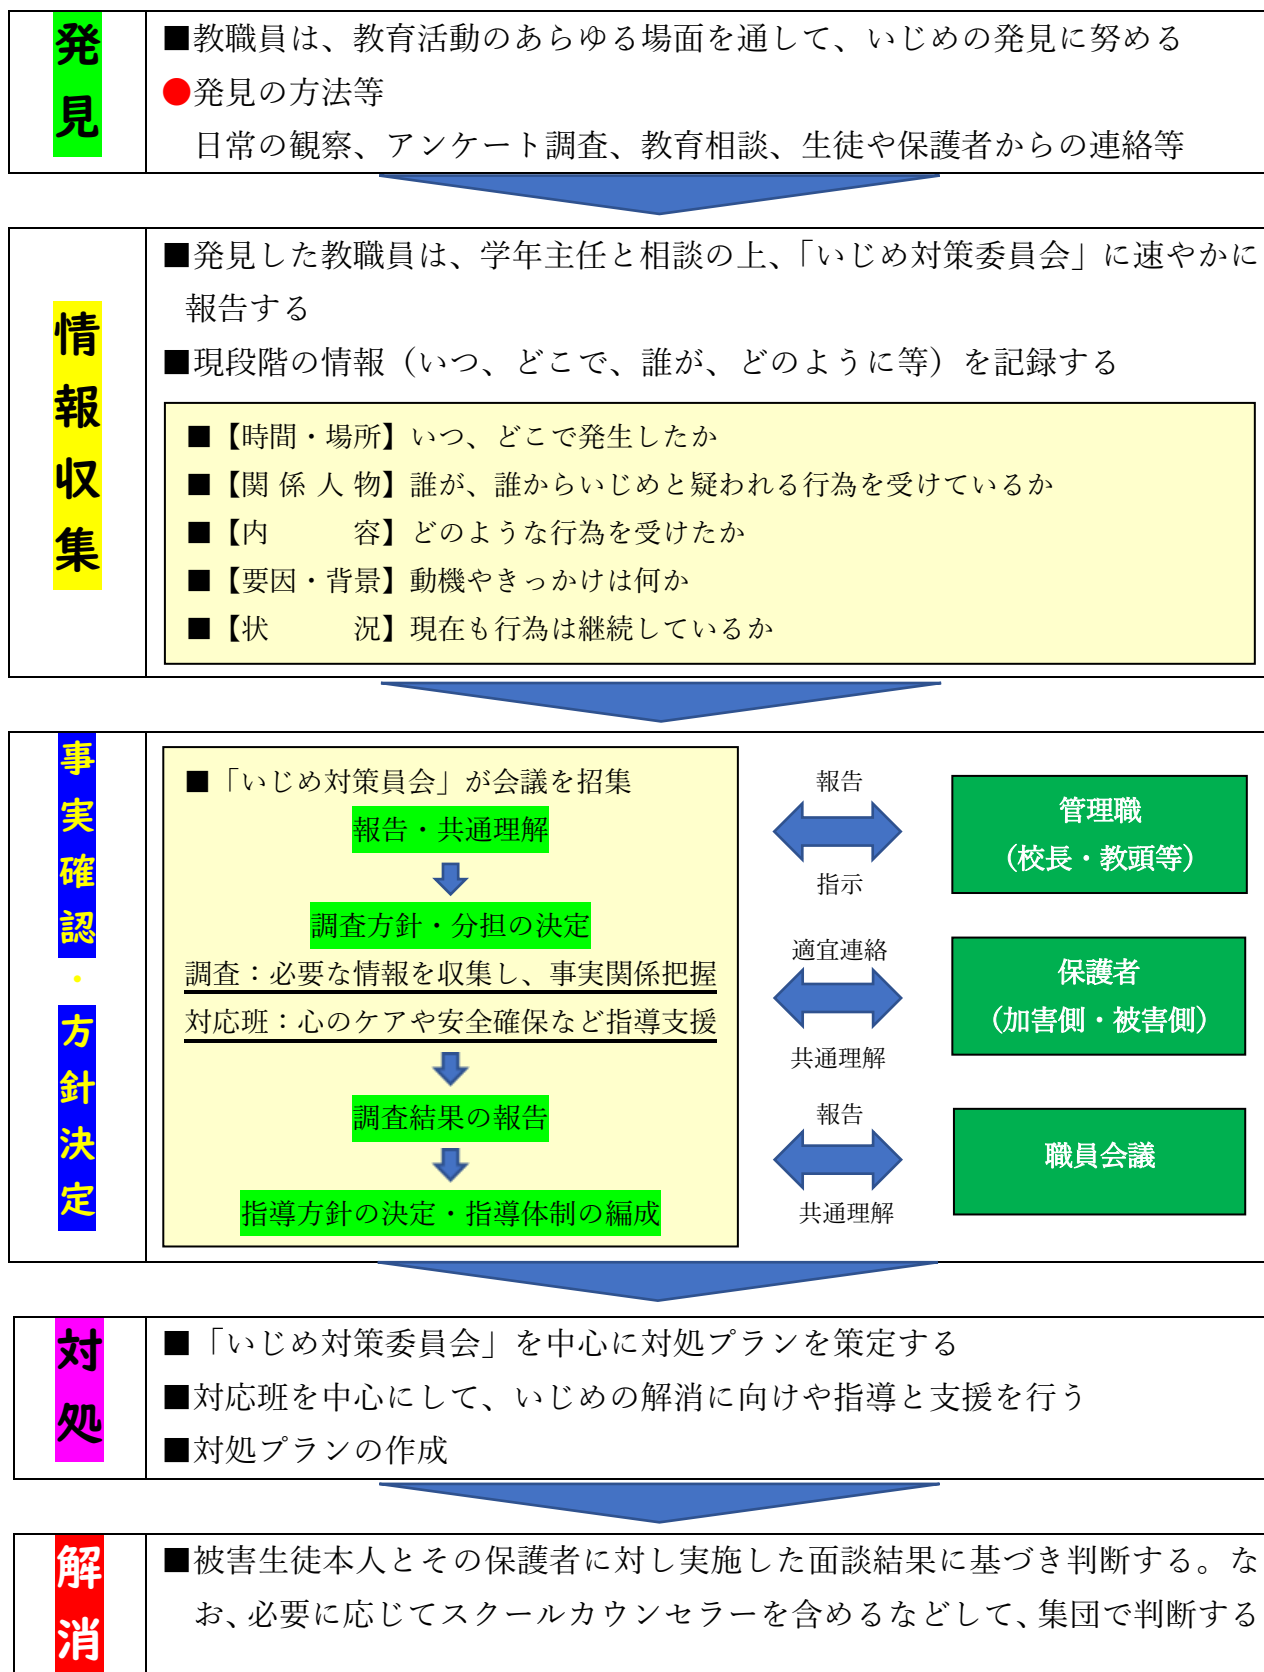 発見
■教職員は、教育活動のあらゆる場面を通して、いじめの発見に努める
●発見の方法等
日常の観察、アンケート調査、教育相談、生徒や保護者からの連絡等
情報収集
■発見した教職員は、学年主任と相談の上、「いじめ対策委員会」に速やかに
報告する
■現段階の情報（いつ、どこで、誰が、どのように等）を記録する
■【時間・場所】いつ、どこで発生したか
■【関 係 人 物】誰が、誰からいじめと疑われる行為を受けているか
■【内　　　容】どのような行為を受けたか
■【要因・背景】動機やきっかけは何か
■【状　　　況】現在も行為は継続しているか
事実確認・方針決定
■「いじめ対策員会」が会議を招集
報告・共通理解
調査方針・分担の決定
調査：必要な情報を収集し、事実関係把握
対応班：心のケアや安全確保など指導支援
調査結果の報告
指導方針の決定・指導体制の編成
報告
指示
管理職
（校長・教頭等）
適宜連絡
共通理解
保護者
（加害側・被害側）
報告
共通理解
職員会議
対処
■「いじめ対策委員会」を中心に対処プランを策定する
■対応班を中心にして、いじめの解消に向けや指導と支援を行う
■対処プランの作成
解消
■被害生徒本人とその保護者に対し実施した面談結果に基づき判断する。な
お、必要に応じてスクールカウンセラーを含めるなどして、集団で判断する